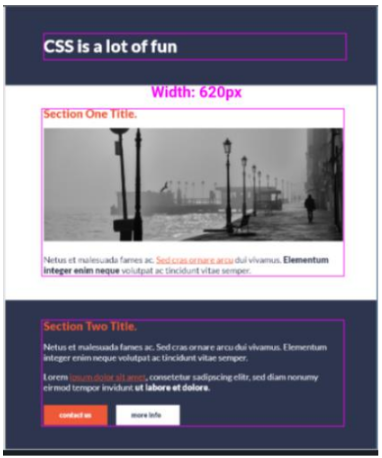 CSS is a lot of fun
Width: 620px
Section One Title.
Netus et malesuada fames ac. Sed cras ornare arcu dui vivamus. Elementum
integer enim neque volutpat ac tincidunt vitae semper.
Section Two Title.
Netus et malesuada fames ac. Sed cras ornare arcu dui vivamus. Elementum
integer enim neque volutpat ac tincidunt vitae semper.
Lorem ipsum dolor sit amet, consetetur sadipscing elitr, sed diam nonumy
eirmod tempor invidunt ut labore et dolore.
contact us
more info